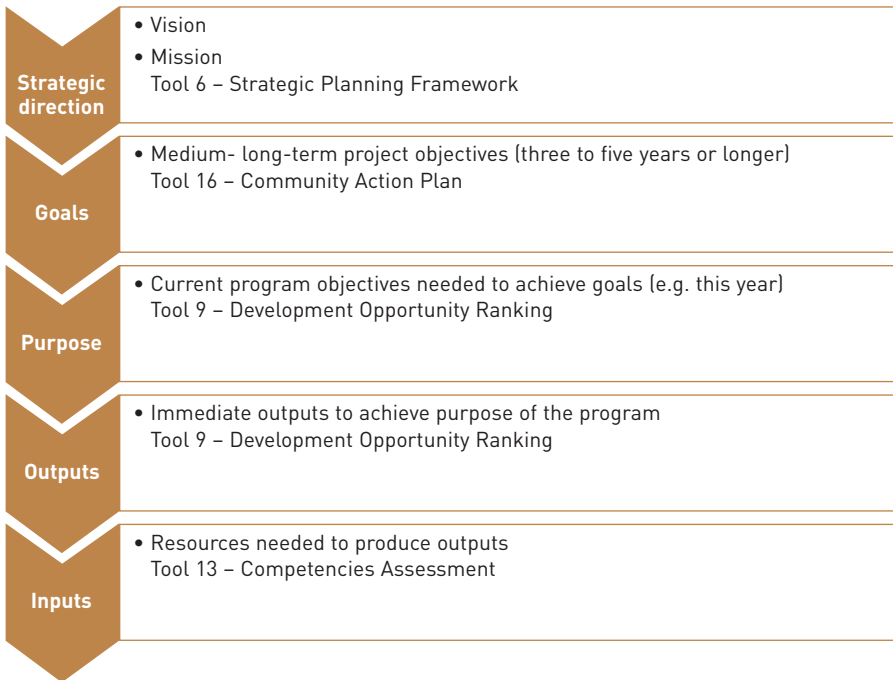 Strategic
direction
• Vision
• Mission
Tool 6 – Strategic Planning Framework
Goals
• Medium- long-term project objectives (three to five years or longer)
Tool 16 – Community Action Plan
Purpose
• Current program objectives needed to achieve goals (e.g. this year)
Tool 9 – Development Opportunity Ranking
Outputs
• Immediate outputs to achieve purpose of the program
Tool 9 – Development Opportunity Ranking
Inputs
• Resources needed to produce outputs
Tool 13 – Competencies Assessment